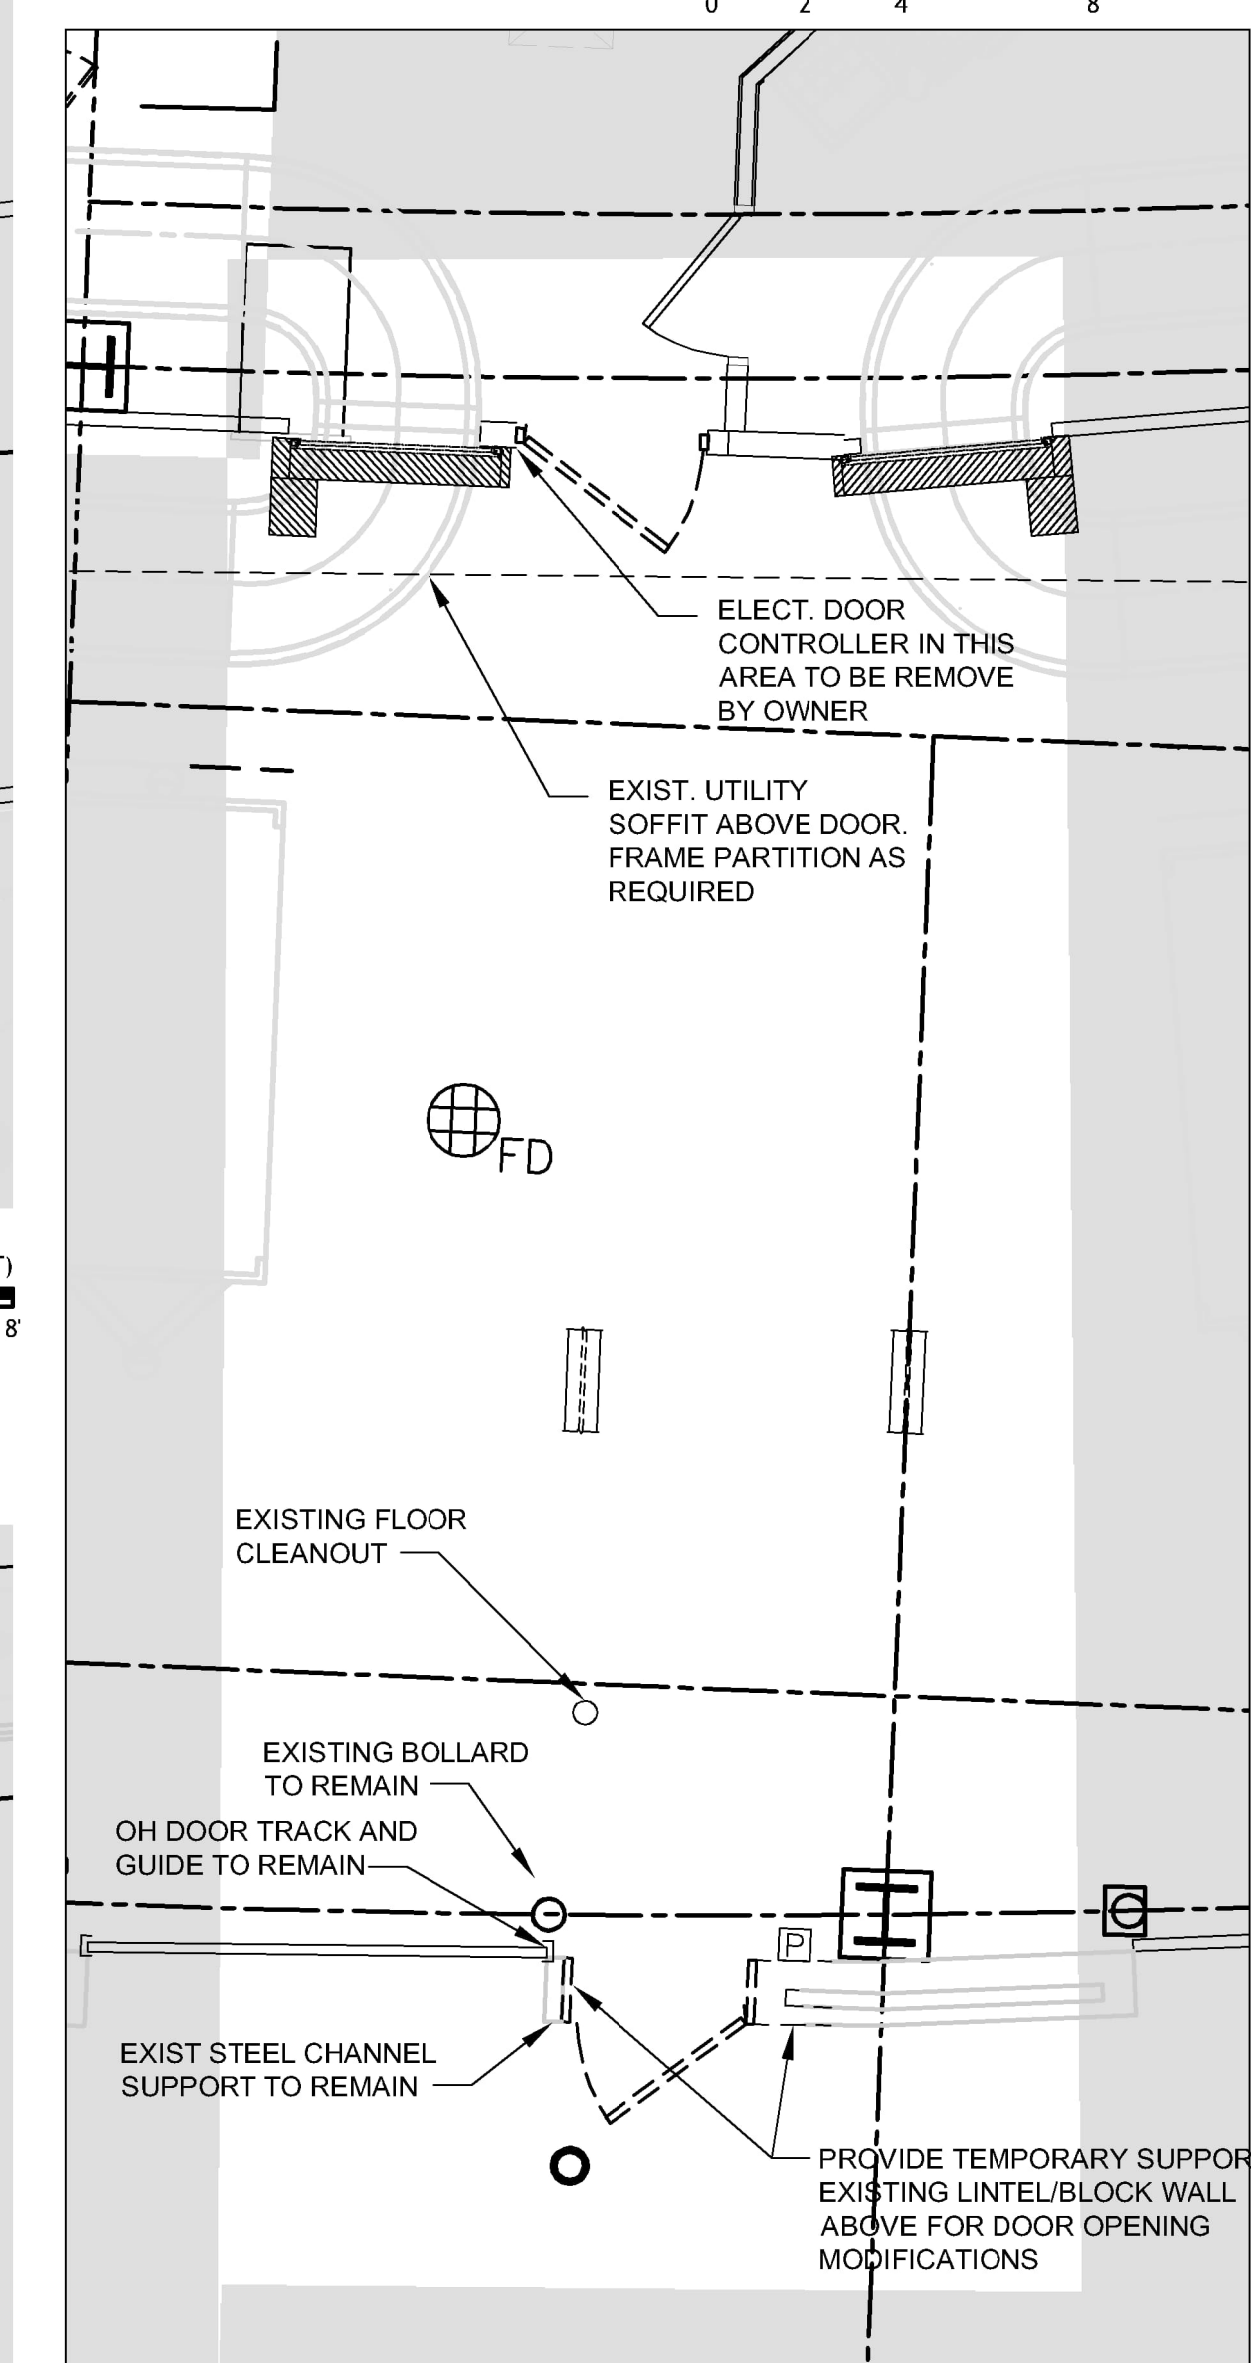 0 2 4 8
ELECT. DOOR
CONTROLLER IN THIS
AREA TO BE REMOVE
BY OWNER
EXIST. UTILITY
SOFFIT ABOVE DOOR.
FRAME PARTITION AS
REQUIRED
FD
T)
8'
EXISTING FLOOR
CLEANOUT
EXISTING BOLLARD
TO REMAIN
OH DOOR TRACK AND
GUIDE TO REMAIN
P
EXIST STEEL CHANNEL
SUPPORT TO REMAIN
PROVIDE TEMPORARY SUPPOR
EXISTING LINTEL/BLOCK WALL
ABOVE FOR DOOR OPENING
MODIFICATIONS